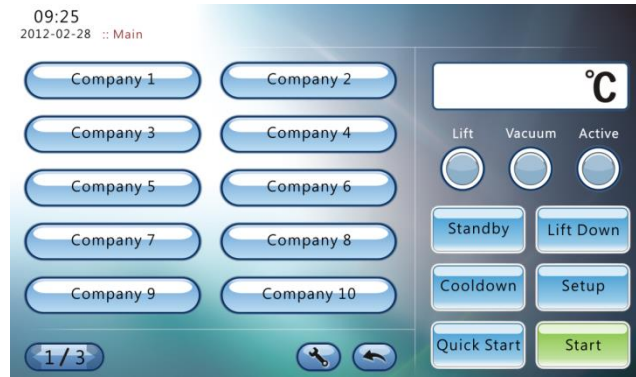 09:25
2012-02-28 :: Main
Company 1
Company 2
Company 3
Company 4
Company 5
Company 6
Company 7
Company 8
Company 9
Company 10
1 / 3
°C
Lift Vacuum Active
Standby
Lift Down
Cooldown
Setup
Quick Start
Start